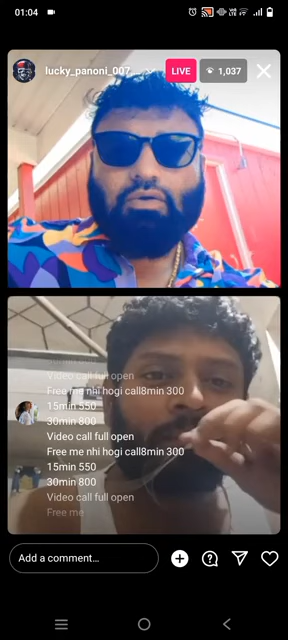 01:04
lucky_panoni_007...
LIVE
1,037
Video call full open
Free me nhi hogi call8min 300
15min 550
30min 800
Video call full open
Free me nhi hogi call8min 300
15min 550
30min 800
Video call full open
Free me
Add a comment...